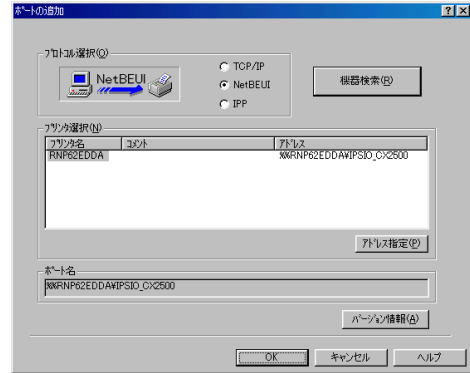 ポートの追加
プロトコル選択(O)
NetBEUI
TCP/IP
NetBEUI
IPP
機器検索(R)
プリンタ選択(N)
プリンタ名 コメント アドレス
RNP62EDDA %%RNP62EDDA¥IPSIO_CX2500
アドレス指定(P)
ポート名
%%RNP62EDDA¥IPSIO_CX2500
バージョン情報(A)
OK キャンセル ヘルプ